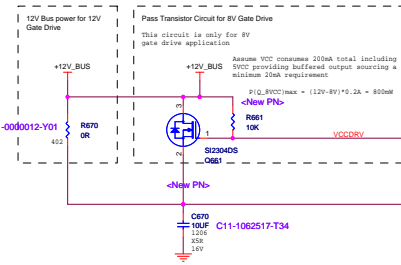 12V Bus power for 12V
Gate Drive
Pass Transistor Circuit for 8V Gate Drive
This circuit is only for 8V
gate drive application
Assume VCC consumes 200mA total including
5VCC providing buffered output sourcing a
minimum 20mA requirement
P(Q_8VCC)max = (12V-8V)*0.2A = 800mW
+12V_BUS
+12V_BUS
<New PN>
-0000012-Y01
R670
0R
402
3
1
2
R661
10K
VCCDRV
SI2304DS
Q661
<New PN>
C670
10UF
1206
X5R
16V
C11-1062517-T34